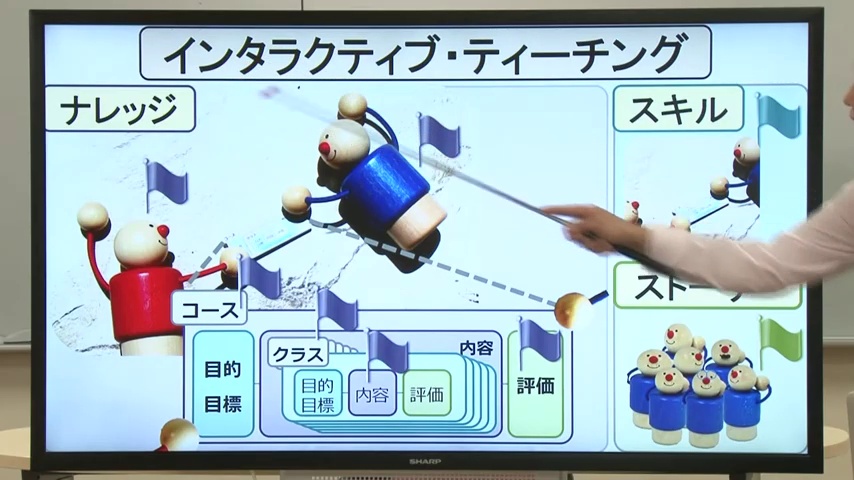 インタラクティブ・ティーチング
ナレッジ
スキル
コース
目的
目標
クラス
内容
目的
目標
内容
評価
評価
SHARP